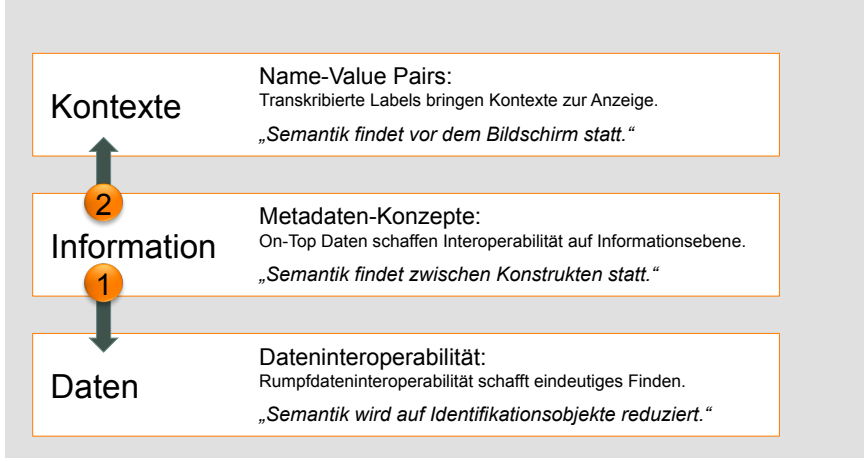 Kontexte
Name-Value Pairs:
Transkribierte Labels bringen Kontexte zur Anzeige.
„Semantik findet vor dem Bildschirm statt.“
2
Information
Metadaten-Konzepte:
On-Top Daten schaffen Interoperabilität auf Informationsebene.
„Semantik findet zwischen Konstrukten statt.“
1
Daten
Dateninteroperabilität:
Rumpfdateninteroperabilität schafft eindeutiges Finden.
„Semantik wird auf Identifikationsobjekte reduziert.“